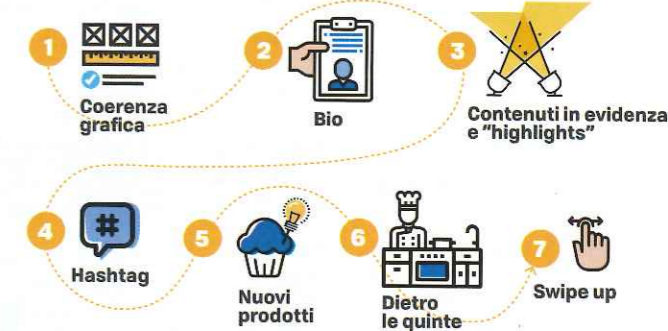 1
Coerenza
grafica
2
Bio
3
Contenuti in evidenza
e "highlights"
4
#
Hashtag
5
Nuovi
prodotti
6
Dietro
le quinte
7
Swipe up